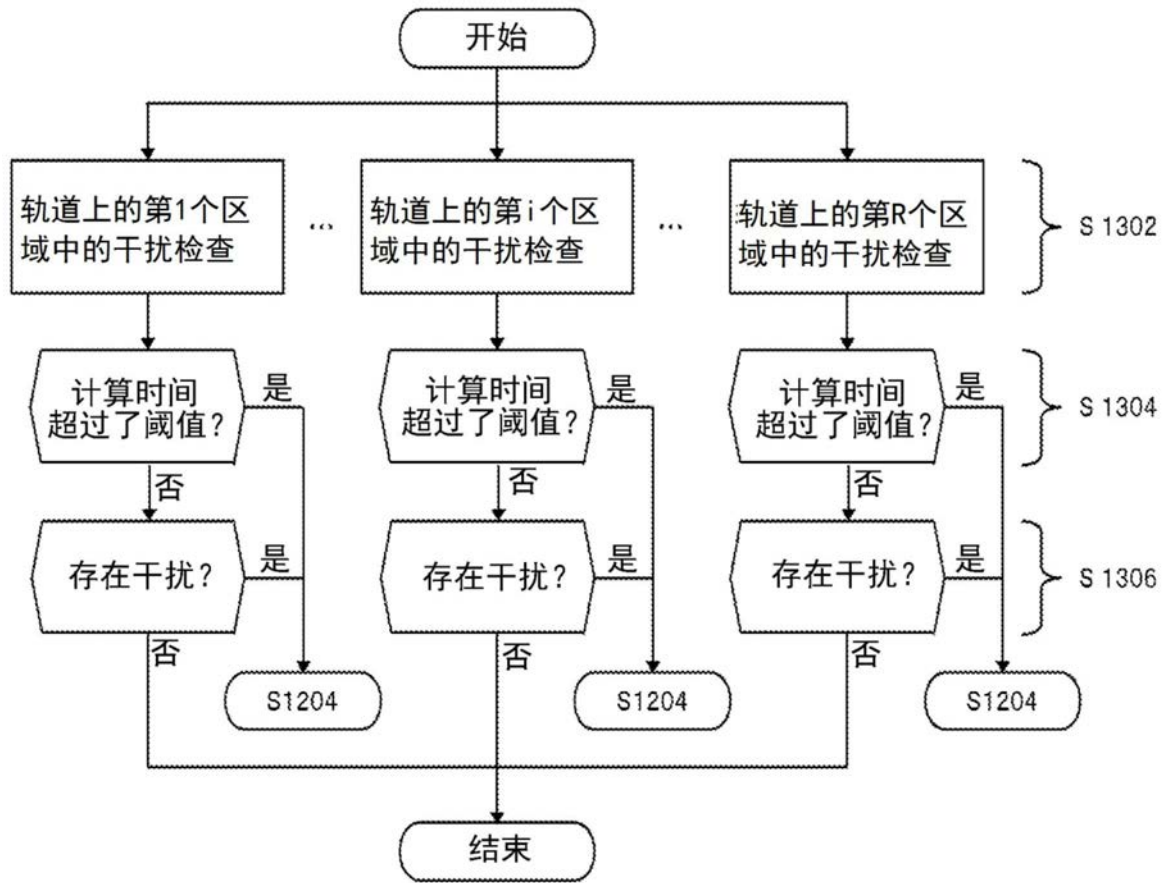 开始
轨道上的第1个区
域中的干扰检查
...
轨道上的第i个区
域中的干扰检查
...
轨道上的第R个区
域中的干扰检查
S 1302
计算时间
超过了阈值？
是
计算时间
超过了阈值？
是
计算时间
超过了阈值？
是
S 1304
否
否
否
存在干扰？
是
存在干扰？
是
存在干扰？
是
S 1306
否
否
否
S1204
S1204
S1204
结束